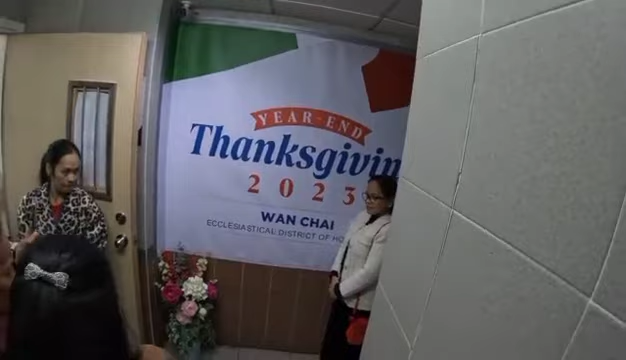 YEAR-END
Thanksgivin
2023
WAN CHAI
ECCLESIASTICAL DISTRICT OF HO